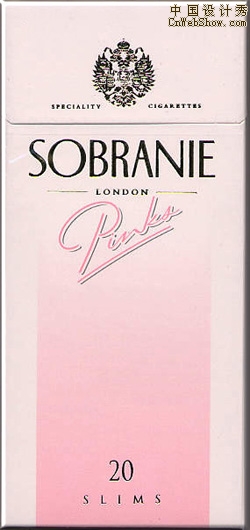 中国设计秀
CnWebShow.Com
SPECIALITY CIGARETTES
SOBRANIE
LONDON
Pinks
20
SLIMS